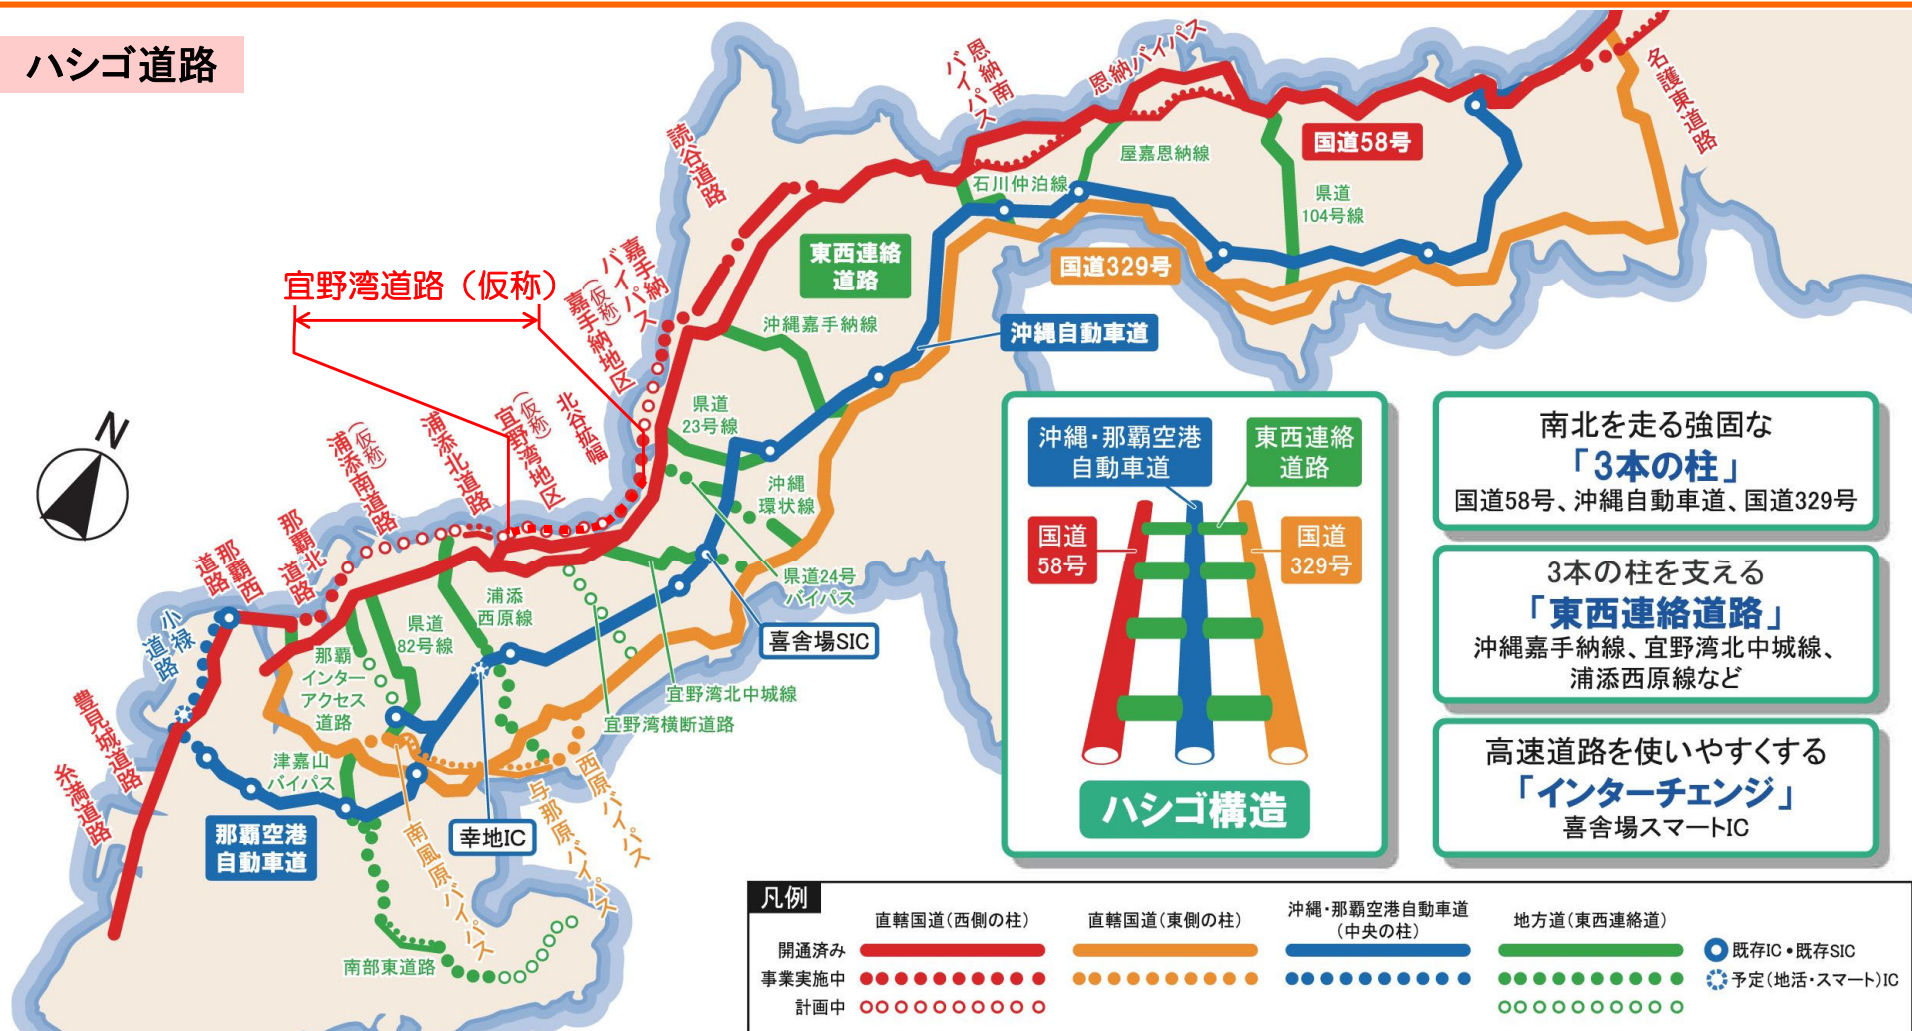 ハシゴ道路
N
宜野湾道路（仮称）
糸満道路
豊見城道路
小禄
道路
那覇西
道路
那覇北
道路
（仮称）
浦添南道路
浦添北道路
（仮称）
宜野湾地区
北谷拡幅
（仮称）
嘉手納地区
嘉手納
バイパス
読谷道路
恩納南
バイパス
恩納バイパス
名護東道路
国道58号
屋嘉恩納線
石川仲泊線
県道
104号線
東西連絡
道路
国道329号
沖縄嘉手納線
沖縄自動車道
県道
23号線
沖縄
環状線
県道24号
バイパス
喜舎場SIC
宜野湾北中城線
宜野湾横断道路
浦添
西原線
県道
82号線
那覇
インター
アクセス
道路
津嘉山
バイパス
那覇空港
自動車道
幸地IC
南風原バイパス
与那原バイパス
西原バイパス
南部東道路
沖縄・那覇空港
自動車道
東西連絡
道路
国道
58号
国道
329号
ハシゴ構造
南北を走る強固な
「3本の柱」
国道58号、沖縄自動車道、国道329号
3本の柱を支える
「東西連絡道路」
沖縄嘉手納線、宜野湾北中城線、
浦添西原線など
高速道路を使いやすくする
「インターチェンジ」
喜舎場スマートIC
凡例
直轄国道（西側の柱）
直轄国道（東側の柱）
沖縄・那覇空港自動車道
（中央の柱）
地方道（東西連絡道）
開通済み
事業実施中
計画中
既存IC・既存SIC
予定（地活・スマート）IC